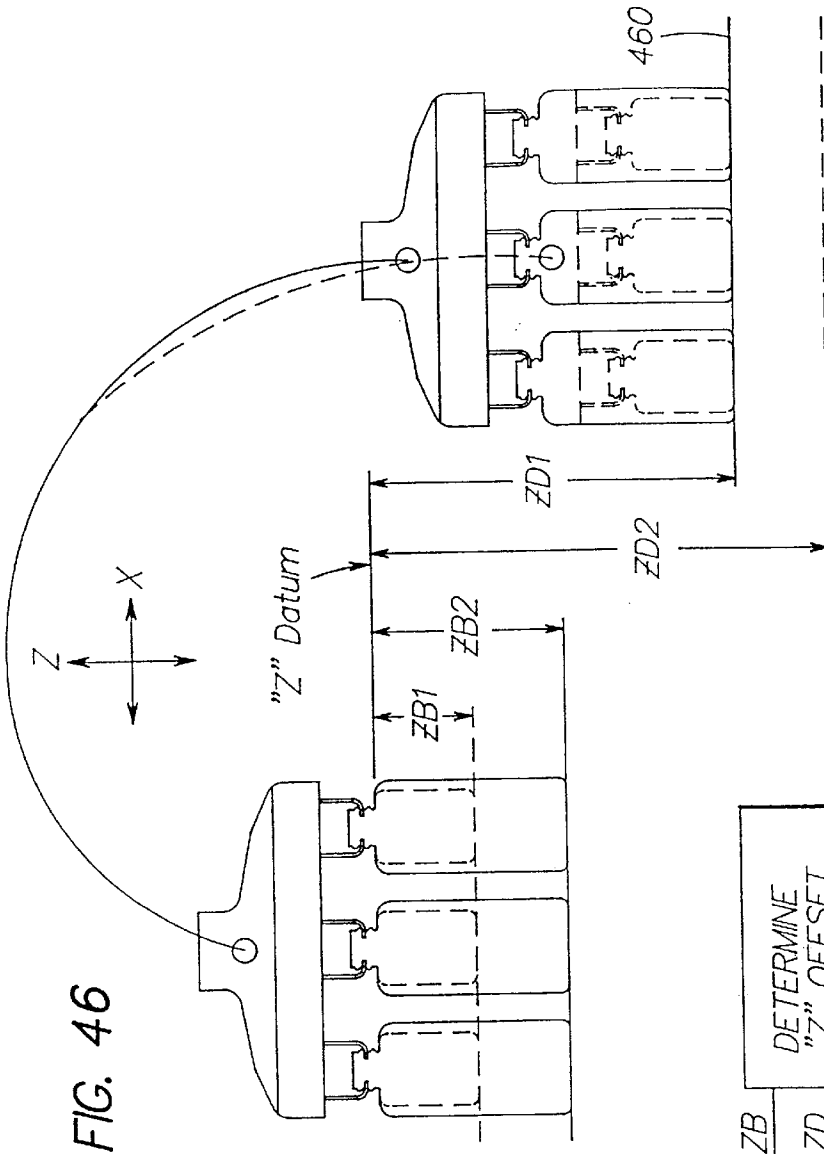 FIG. 46
Z
X
"Z" Datum
ZB1
ZB2
ZD1
ZD2
460
ZB
ZD
DETERMINE
"Z" OFFSET